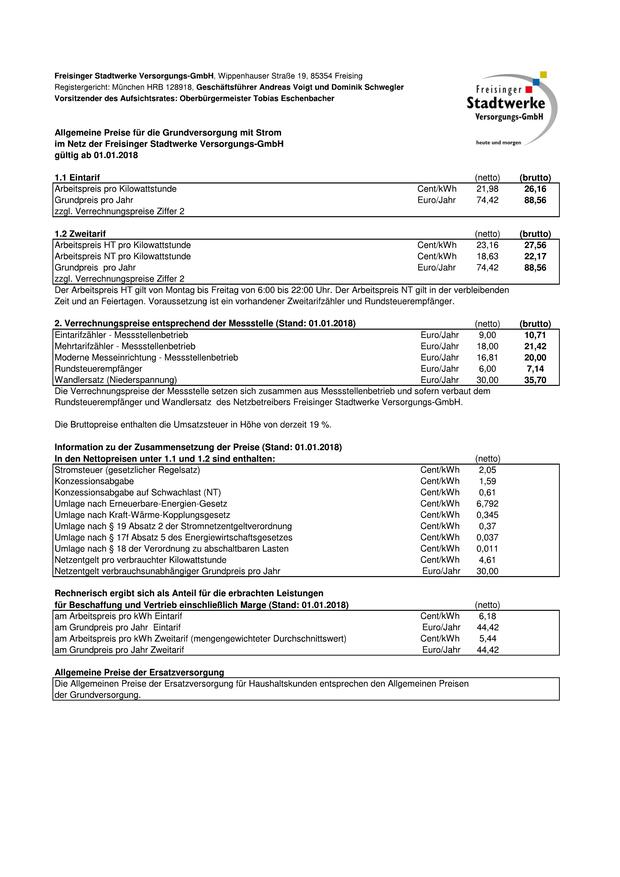 Freisinger Stadtwerke Versorgungs-GmbH, Wippenhauser Straße 19, 85354 Freising
Registergericht: München HRB 128918, Geschäftsführer Andreas Voigt und Dominik Schwegler
Vorsitzender des Aufsichtsrates: Oberbürgermeister Tobias Eschenbacher
Freisinger
Stadtwerke
Versorgungs-GmbH
heute und morgen
Allgemeine Preise für die Grundversorgung mit Strom
im Netz der Freisinger Stadtwerke Versorgungs-GmbH
gültig ab 01.01.2018
1.1 Eintarif (netto) (brutto)
Arbeitspreis pro Kilowattstunde Cent/kWh 21,98 26,16
Grundpreis pro Jahr Euro/Jahr 74,42 88,56
zzgl. Verrechnungspreise Ziffer 2
1.2 Zweitarif (netto) (brutto)
Arbeitspreis HT pro Kilowattstunde Cent/kWh 23,16 27,56
Arbeitspreis NT pro Kilowattstunde Cent/kWh 18,63 22,17
Grundpreis pro Jahr Euro/Jahr 74,42 88,56
zzgl. Verrechnungspreise Ziffer 2
Der Arbeitspreis HT gilt von Montag bis Freitag von 6:00 bis 22:00 Uhr. Der Arbeitspreis NT gilt in der verbleibenden
Zeit und an Feiertagen. Voraussetzung ist ein vorhandener Zweitarifzähler und Rundsteuerempfänger.
2. Verrechnungspreise entsprechend der Messstelle (Stand: 01.01.2018) (netto) (brutto)
Eintarifzähler - Messstellenbetrieb Euro/Jahr 9,00 10,71
Mehrtarifzähler - Messstellenbetrieb Euro/Jahr 18,00 21,42
Moderne Messeinrichtung - Messstellenbetrieb Euro/Jahr 16,81 20,00
Rundsteuerempfänger Euro/Jahr 6,00 7,14
Wandlersatz (Niederspannung) Euro/Jahr 30,00 35,70
Die Verrechnungspreise der Messstelle setzen sich zusammen aus Messstellenbetrieb und sofern verbaut dem
Rundsteuerempfänger und Wandlersatz des Netzbetreibers Freisinger Stadtwerke Versorgungs-GmbH.
Die Bruttopreise enthalten die Umsatzsteuer in Höhe von derzeit 19 %.
Information zu der Zusammensetzung der Preise (Stand: 01.01.2018)
In den Nettopreisen unter 1.1 und 1.2 sind enthalten: (netto)
Stromsteuer (gesetzlicher Regelsatz) Cent/kWh 2,05
Konzessionsabgabe Cent/kWh 1,59
Konzessionsabgabe auf Schwachlast (NT) Cent/kWh 0,61
Umlage nach Erneuerbare-Energien-Gesetz Cent/kWh 6,792
Umlage nach Kraft-Wärme-Kopplungsgesetz Cent/kWh 0,345
Umlage nach § 19 Absatz 2 der Stromnetzentgeltverordnung Cent/kWh 0,37
Umlage nach § 17f Absatz 5 des Energiewirtschaftsgesetzes Cent/kWh 0,037
Umlage nach § 18 der Verordnung zu abschaltbaren Lasten Cent/kWh 0,011
Netzentgelt pro verbrauchter Kilowattstunde Cent/kWh 4,61
Netzentgelt verbrauchsunabhängiger Grundpreis pro Jahr Euro/Jahr 30,00
Rechnerisch ergibt sich als Anteil für die erbrachten Leistungen
für Beschaffung und Vertrieb einschließlich Marge (Stand: 01.01.2018) (netto)
am Arbeitspreis pro kWh Eintarif Cent/kWh 6,18
am Grundpreis pro Jahr Eintarif Euro/Jahr 44,42
am Arbeitspreis pro kWh Zweitarif (mengengewichteter Durchschnittswert) Cent/kWh 5,44
am Grundpreis pro Jahr Zweitarif Euro/Jahr 44,42
Allgemeine Preise der Ersatzversorgung
Die Allgemeinen Preise der Ersatzversorgung für Haushaltskunden entsprechen den Allgemeinen Preisen
der Grundversorgung.